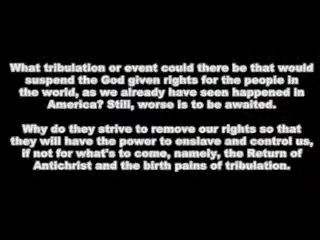 What tribulation or event could there be that would
suspend the God given rights for the people in
the world, as we already have seen happened in
America? Still, worse is to be awaited.
Why do they strive to remove our rights so that
they will have the power to enslave and control us,
if not for what's to come, namely, the Return of
Antichrist and the birth pains of tribulation.